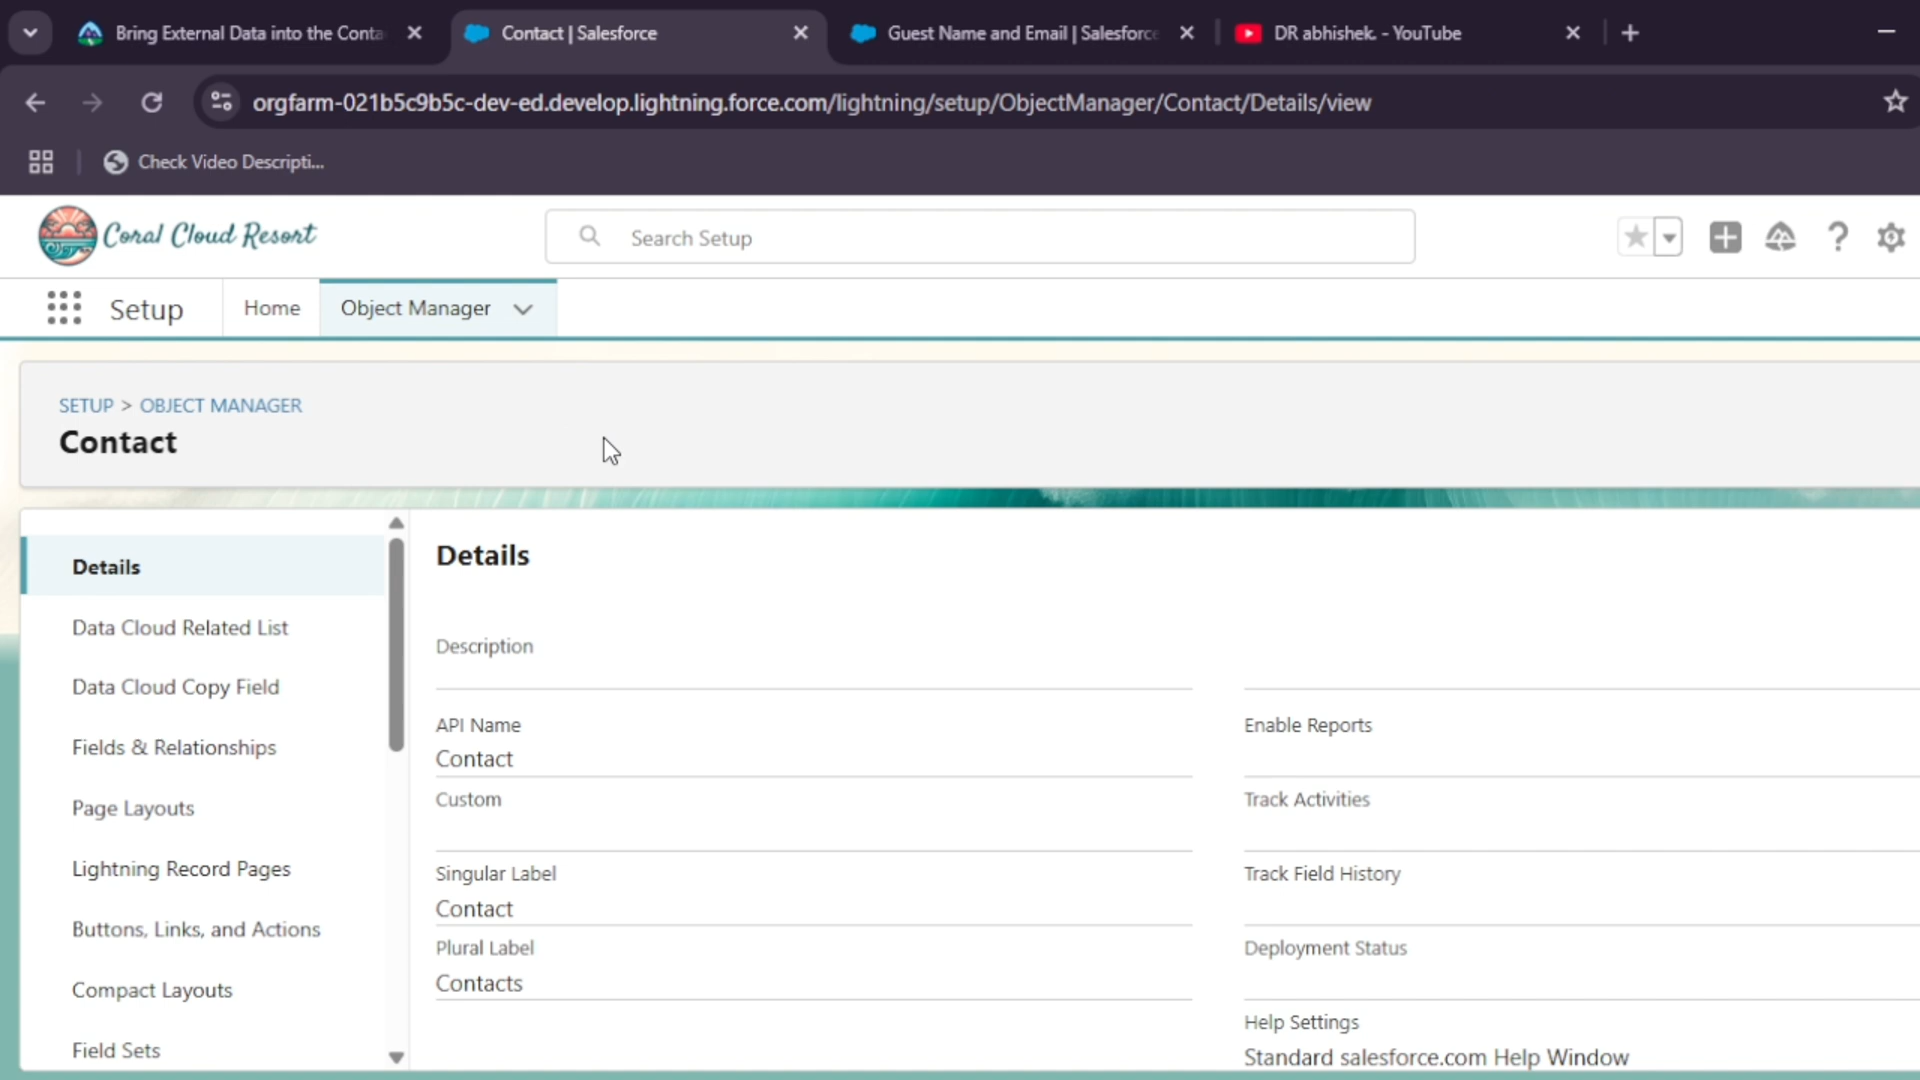 Bring External Data into the Conta
Contact | Salesforce
Guest Name and Email | Salesforce
DR abhishek. - YouTube
orgfarm-021b5c9b5c-dev-ed.develop.lightning.force.com/lightning/setup/ObjectManager/Contact/Details/view
Check Video Descripti...
Coral Cloud Resort
Search Setup
Setup
Home
Object Manager
SETUP > OBJECT MANAGER
Contact
Details
Data Cloud Related List
Data Cloud Copy Field
Fields & Relationships
Page Layouts
Lightning Record Pages
Buttons, Links, and Actions
Compact Layouts
Field Sets
Details
Description
API Name
Contact
Custom
Singular Label
Contact
Plural Label
Contacts
Enable Reports
Track Activities
Track Field History
Deployment Status
Help Settings
Standard salesforce.com Help Window